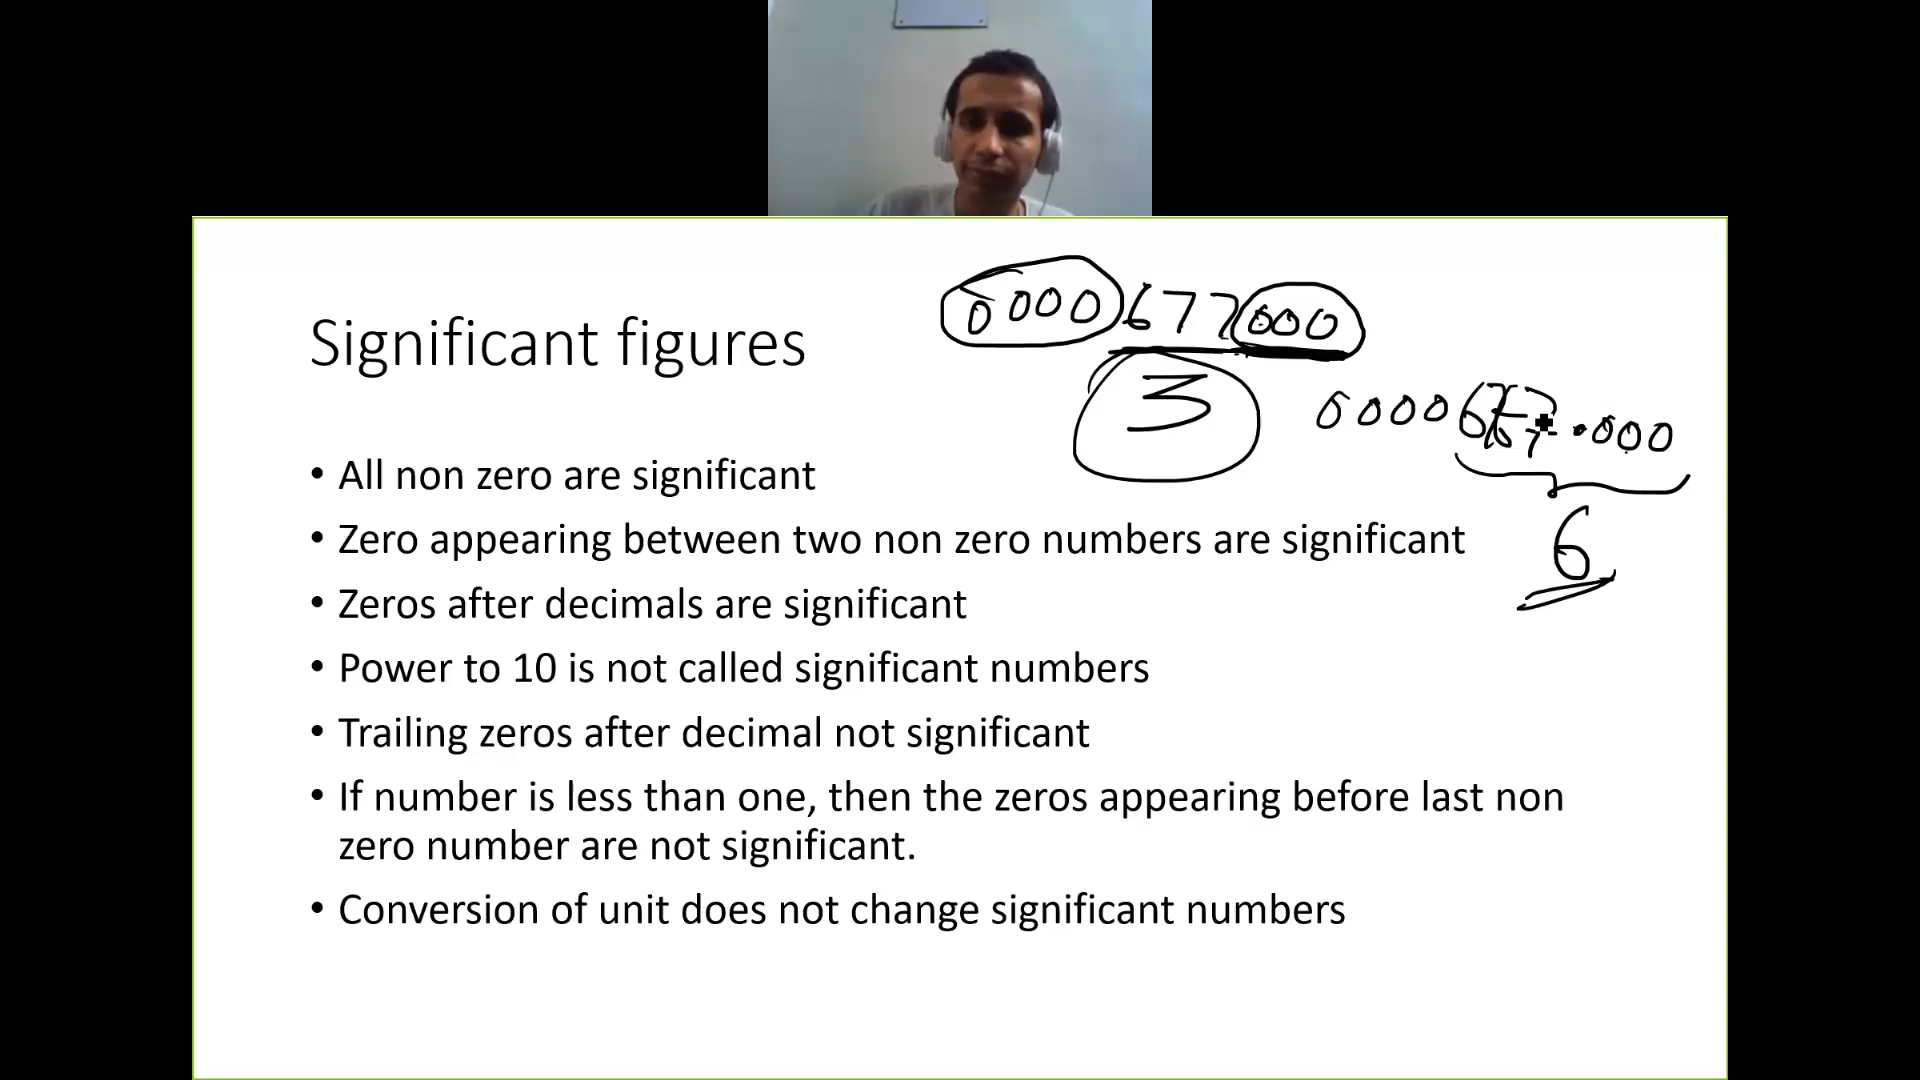 0000677000
3
Significant figures
0000677.000
6
• All non zero are significant
• Zero appearing between two non zero numbers are significant
• Zeros after decimals are significant
• Power to 10 is not called significant numbers
• Trailing zeros after decimal not significant
• If number is less than one, then the zeros appearing before last non
zero number are not significant.
• Conversion of unit does not change significant numbers